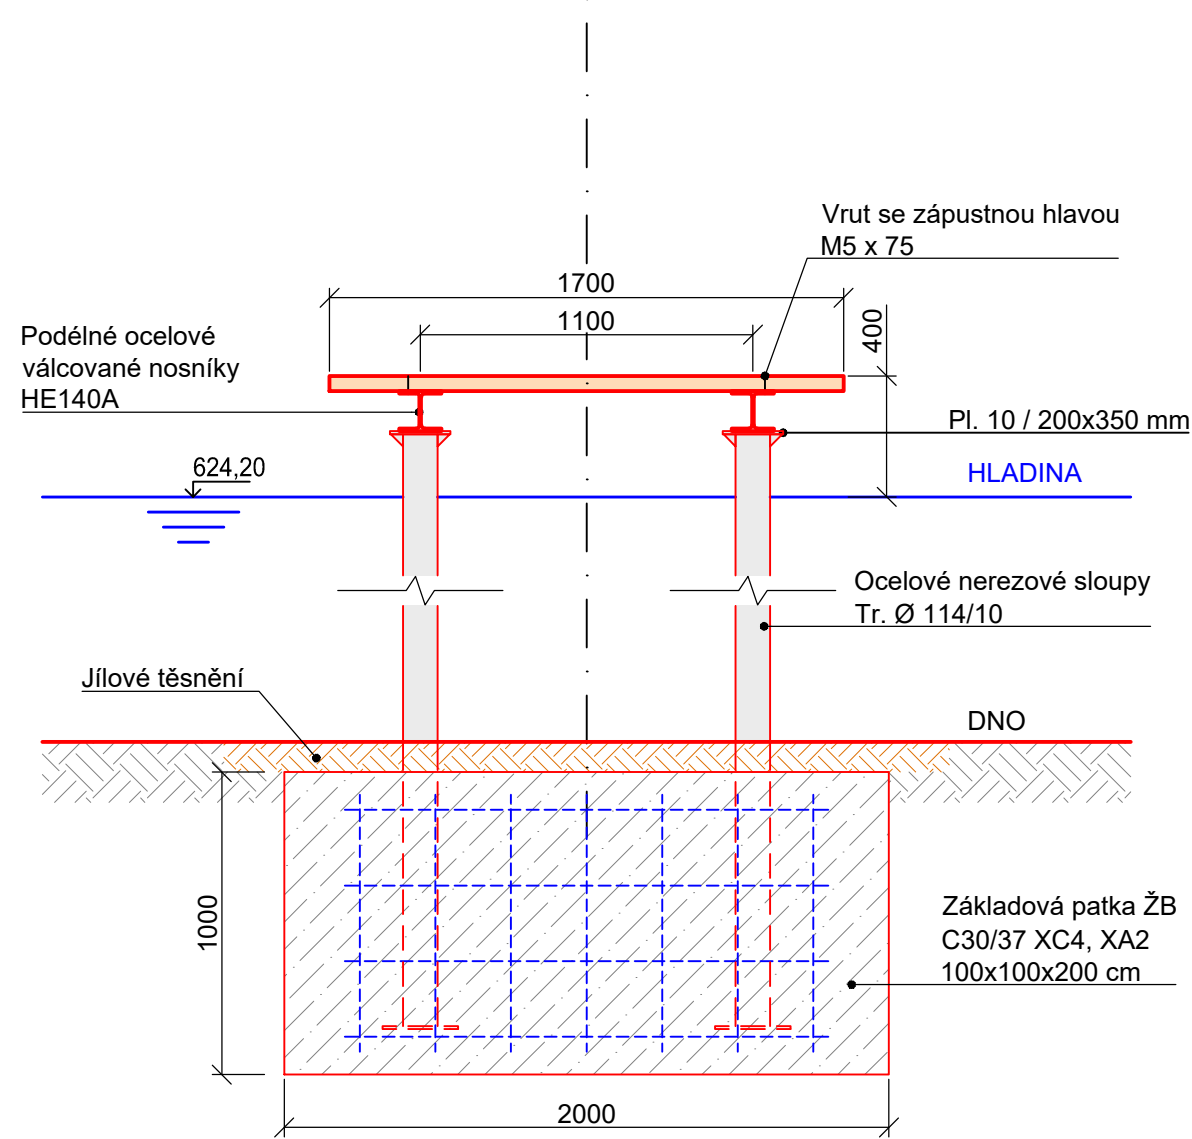 Vrut se zápustnou hlavou
M5 x 75
1700
1100
400
Podélné ocelové
válcované nosníky
HE140A
Pl. 10 / 200x350 mm
624,20
HLADINA
Ocelové nerezové sloupy
Tr. Ø 114/10
Jílové těsnění
DNO
1000
Základová patka ŽB
C30/37 XC4, XA2
100x100x200 cm
2000